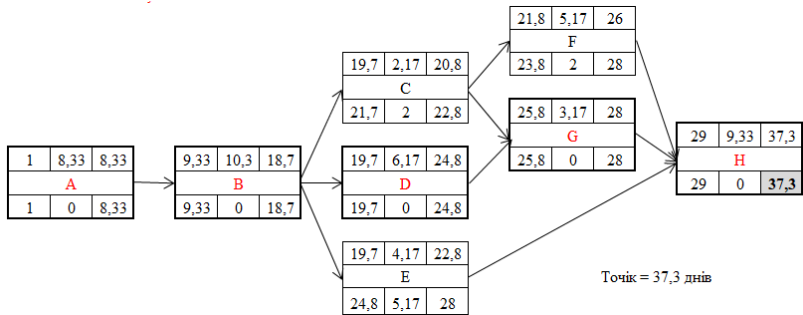 21,8 5,17 26
F
23,8 2 28
19,7 2,17 20,8
C
21,7 2 22,8
25,8 3,17 28
G
25,8 0 28
29 9,33 37,3
H
29 0 37,3
1 8,33 8,33
A
1 0 8,33
9,33 10,3 18,7
B
9,33 0 18,7
19,7 6,17 24,8
D
19,7 0 24,8
19,7 4,17 22,8
E
24,8 5,17 28
Точік = 37,3 днів